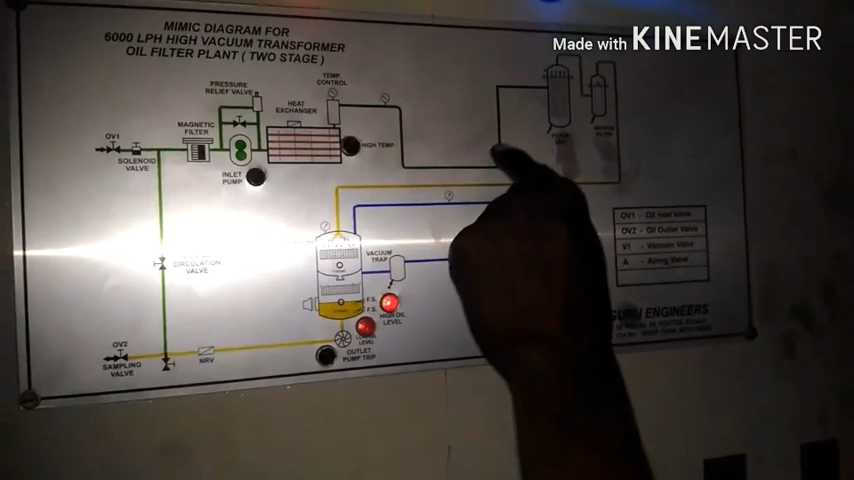 Made with KINEMASTER
MIMIC DIAGRAM FOR
6000 LPH HIGH VACUUM TRANSFORMER
OIL FILTER PLANT ( TWO STAGE )
PRESSURE
RELIEF VALVE
TEMP.
CONTROL
HEAT
EXCHANGER
MAGNETIC
FILTER
OV1
SOLENOID
VALVE
INLET
PUMP
HIGH TEMP.
OV1 - Oil Inlet Valve
OV2 - Oil Outlet Valve
V1 - Vacuum Valve
A - Airing Valve
CIRCULATION
VALVE
VACUUM
TRAP
F.S.
F.S.
HIGH OIL
LEVEL
LEVEL
OUTLET
PUMP TRIP
OV2
SAMPLING
VALVE
NRV
GURU ENGINEERS